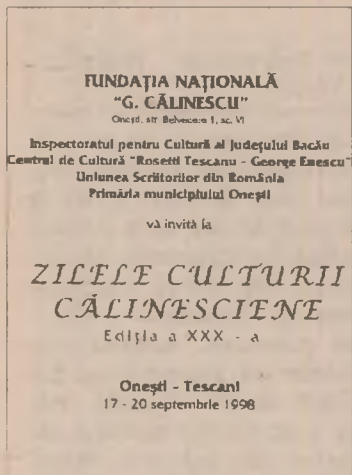 FUNDAȚIA NAȚIONALĂ
"G. CĂLINESCU"
Onești, str. Belvedere 1, sc. VI
Inspectoratul pentru Cultură al Județului Bacău
Centrul de Cultură "Rosetti Tescanu - George Enescu"
Uniunea Scriitorilor din România
Primăria municipiului Onești
vă invită la
ZILELE CULTURII
CĂLINESCIENE
Ediția a XXX - a
Onești - Tescani
17 - 20 septembrie 1998